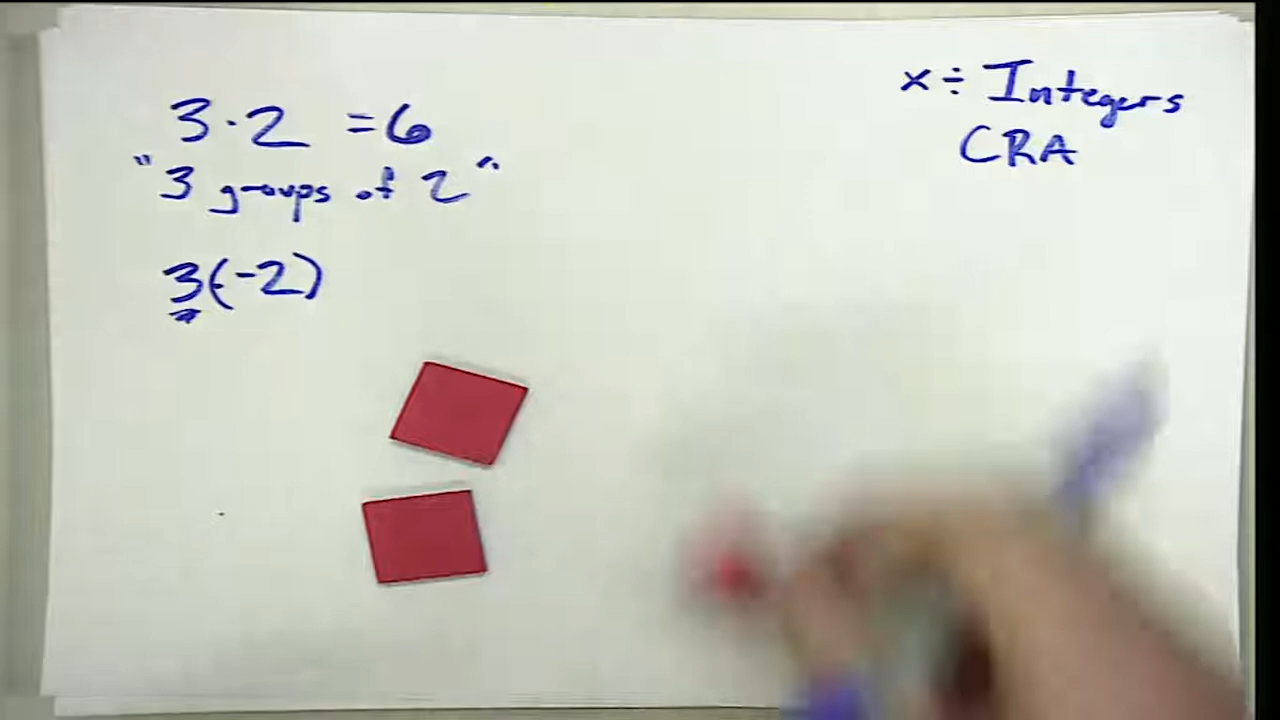 3·2 = 6
"3 groups of 2"
3(-2)
x ÷ Integers
CRA